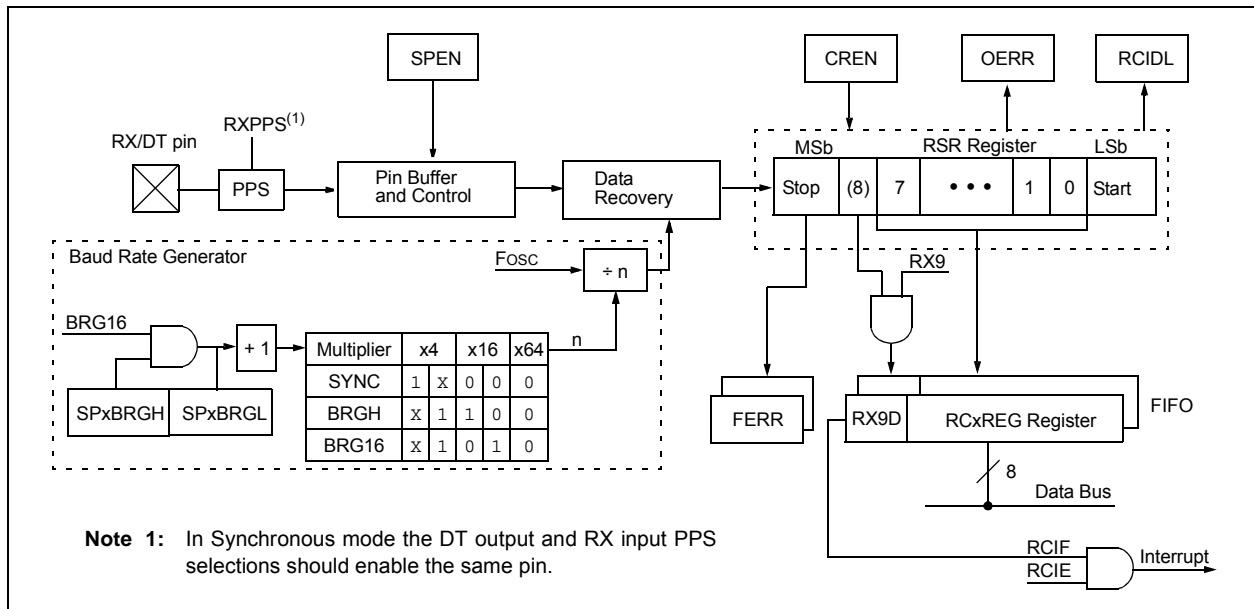 SPEN
CREN
OERR
RCIDL
RXPPS(1)
RX/DT pin
PPS
Pin Buffer
and Control
Data
Recovery
MSb
RSR Register
LSb
Stop (8) 7 • • • 1 0 Start
Baud Rate Generator
FOSC
÷ n
RX9
BRG16
+ 1
n
SPxBRGH SPxBRGL
Multiplier x4 x16 x64
SYNC 1 X 0 0 0
BRGH X 1 1 0 0
BRG16 X 1 0 1 0
FERR
RX9D
RCxREG Register
FIFO
8
Data Bus
RCIF
RCIE
Interrupt
Note 1: In Synchronous mode the DT output and RX input PPS
selections should enable the same pin.